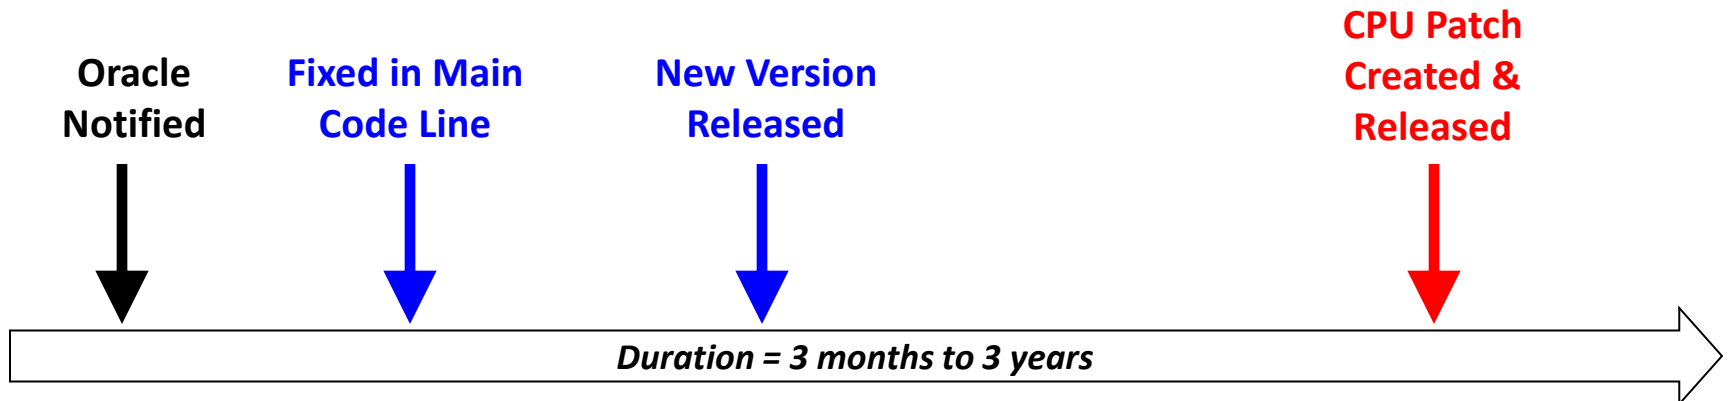 Oracle
Notified
Fixed in Main
Code Line
New Version
Released
CPU Patch
Created &
Released
Duration = 3 months to 3 years